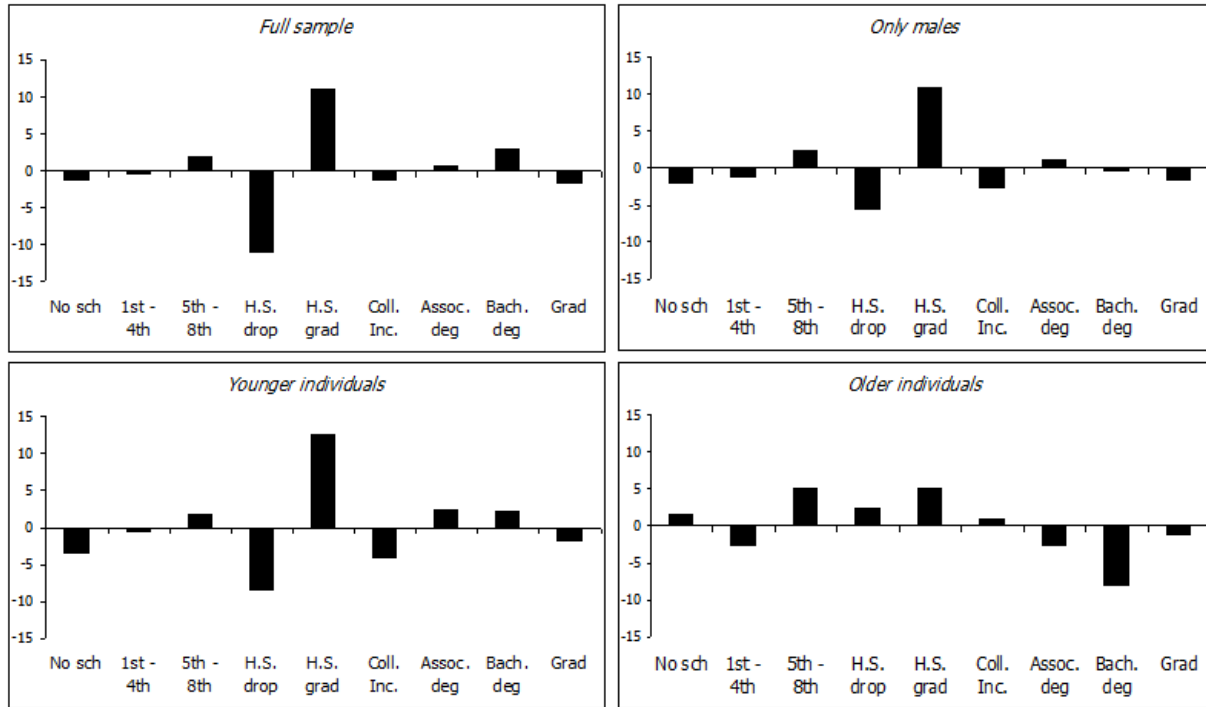 Full sample
15
10
5
0
-5
-10
-15
No sch 1st - 5th - H.S. H.S. Coll. Assoc. Bach. Grad
4th 8th drop grad Inc. deg deg
Only males
15
10
5
0
-5
-10
-15
No sch 1st - 5th - H.S. H.S. Coll. Assoc. Bach. Grad
4th 8th drop grad Inc. deg deg
Younger individuals
15
10
5
0
-5
-10
-15
No sch 1st - 5th - H.S. H.S. Coll. Assoc. Bach. Grad
4th 8th drop grad Inc. deg deg
Older individuals
15
10
5
0
-5
-10
-15
No sch 1st - 5th - H.S. H.S. Coll. Assoc. Bach. Grad
4th 8th drop grad Inc. deg deg